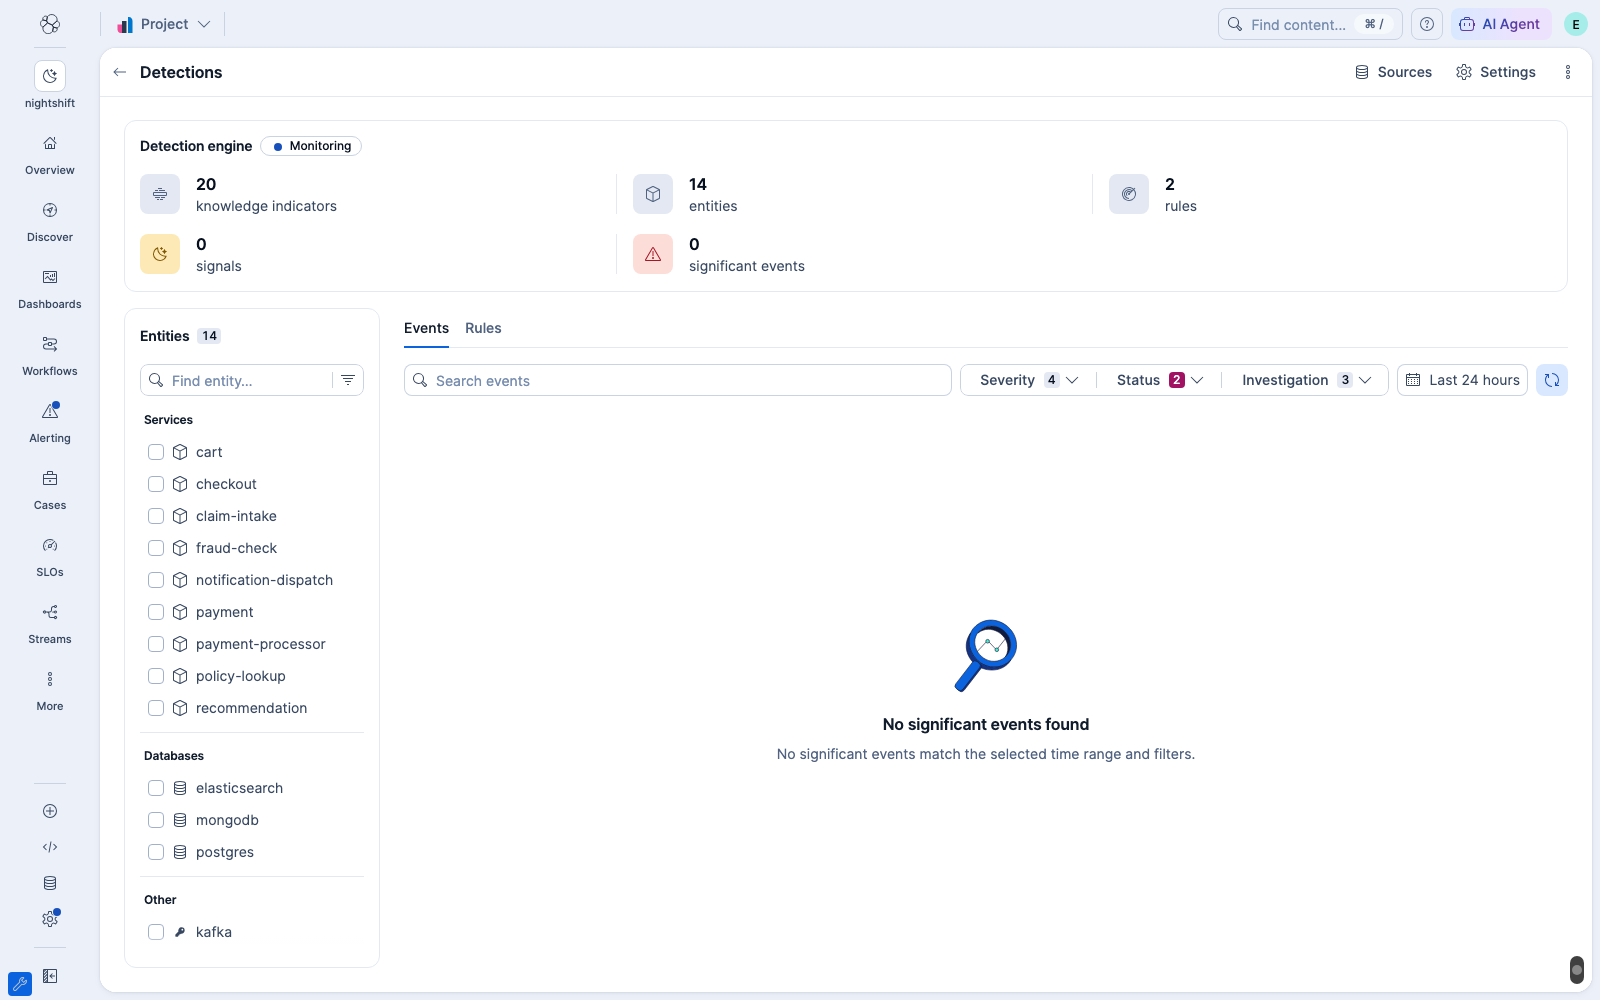 Project
Find content...
⌘ /
AI Agent
E
nightshift
Overview
Discover
Dashboards
Workflows
Alerting
Cases
SLOs
Streams
More
Detections
Sources
Settings
Detection engine
Monitoring
20
knowledge indicators
14
entities
2
rules
0
signals
0
significant events
Entities 14
Find entity...
Services
cart
checkout
claim-intake
fraud-check
notification-dispatch
payment
payment-processor
policy-lookup
recommendation
Databases
elasticsearch
mongodb
postgres
Other
kafka
Events
Rules
Search events
Severity 4
Status 2
Investigation 3
Last 24 hours
No significant events found
No significant events match the selected time range and filters.